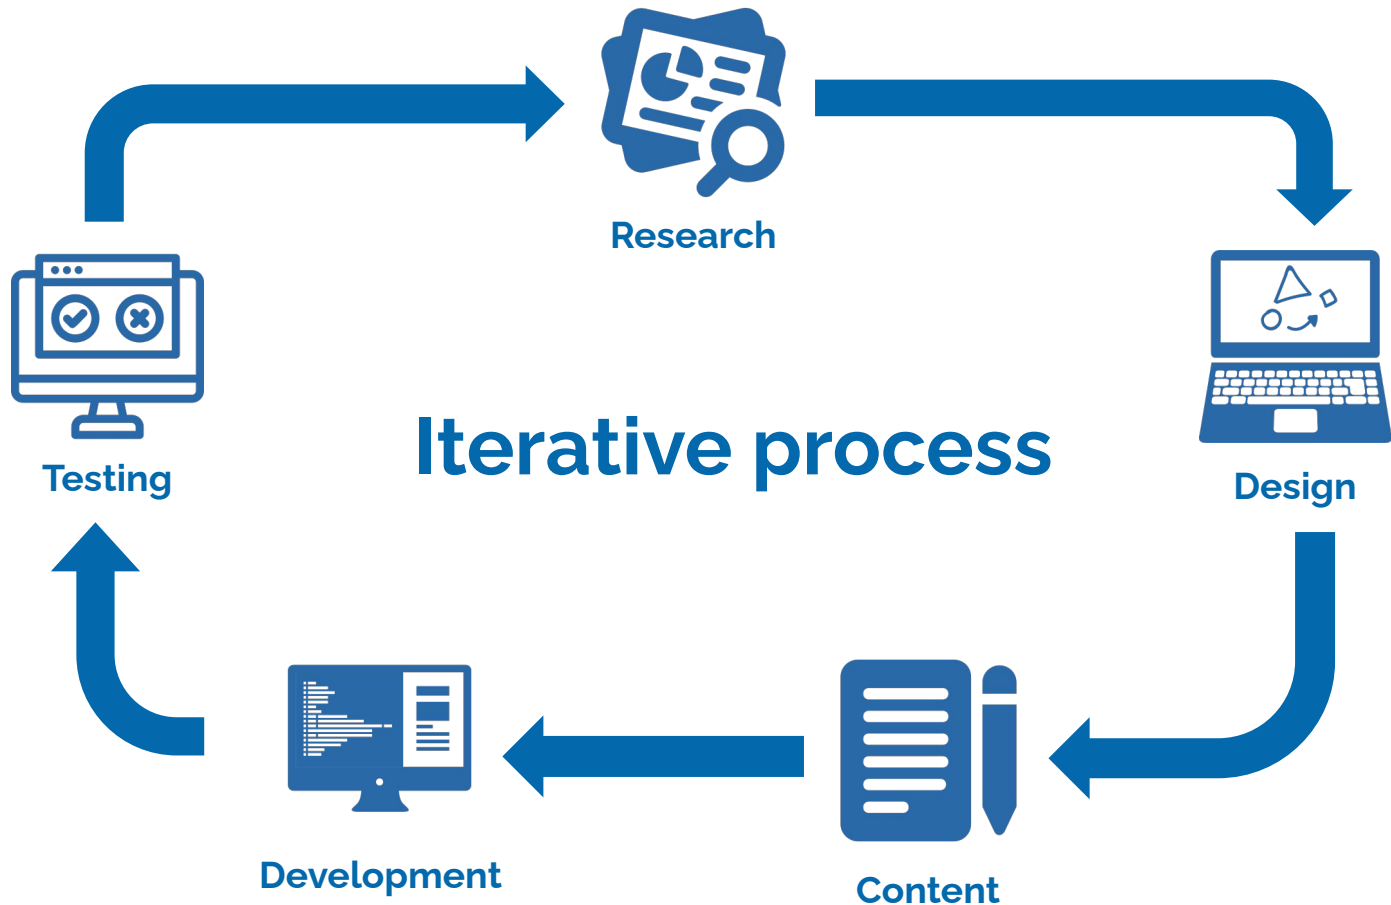 Research
Testing
Iterative process
Design
Development
Content